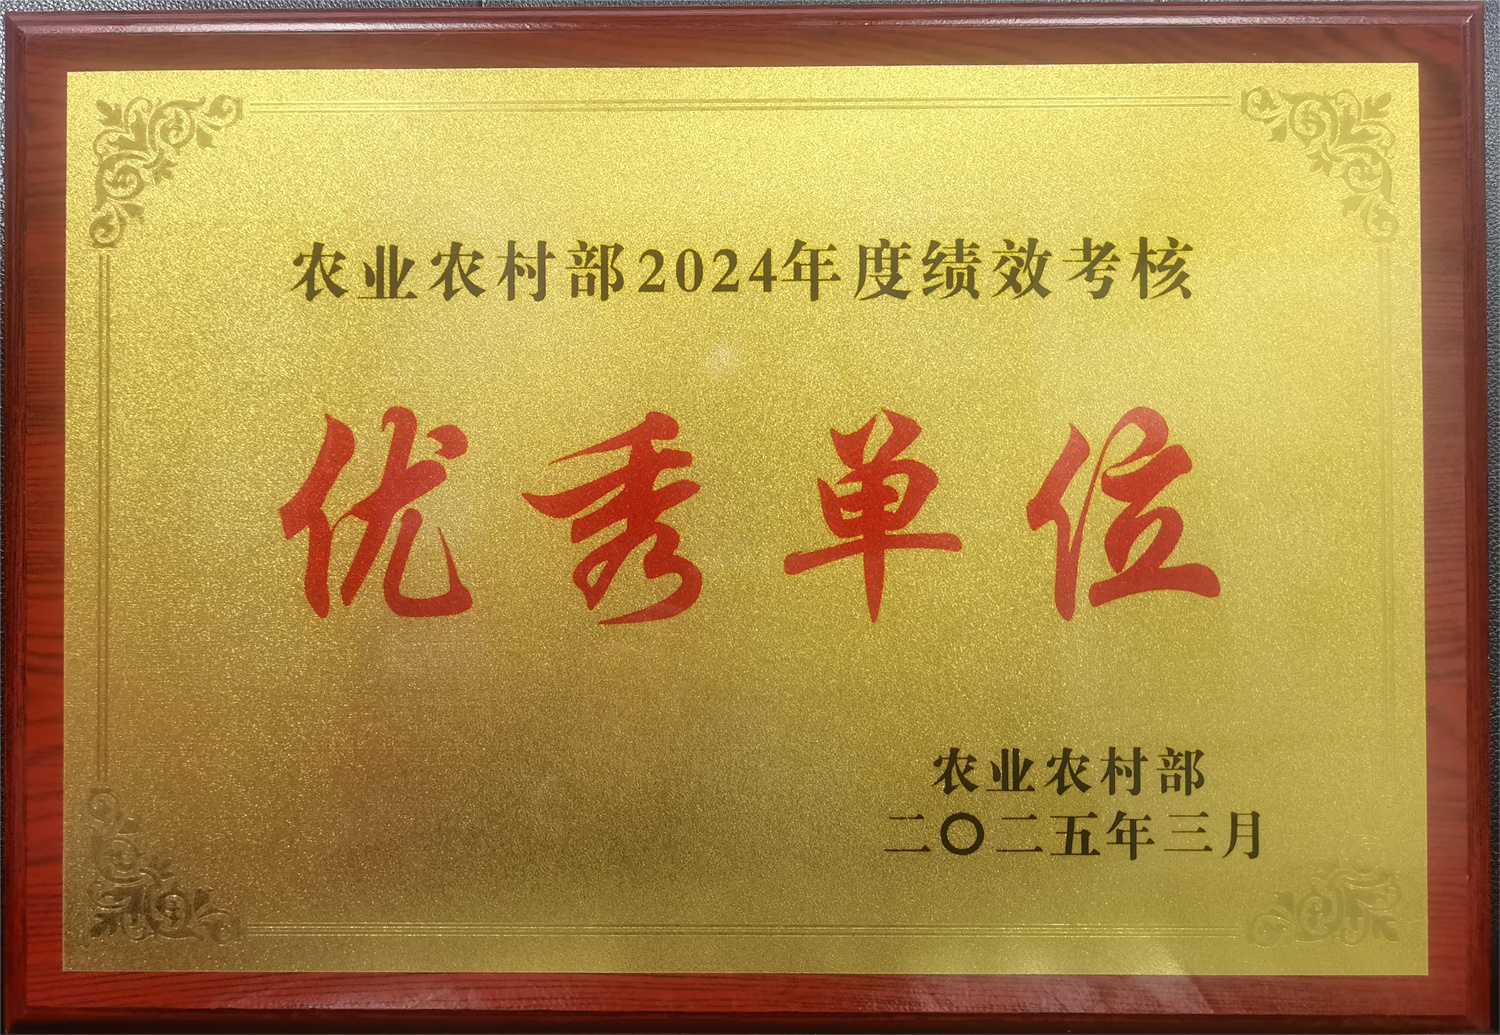 农业农村部2024年度绩效考核
优秀单位
农业农村部
二〇二五年三月